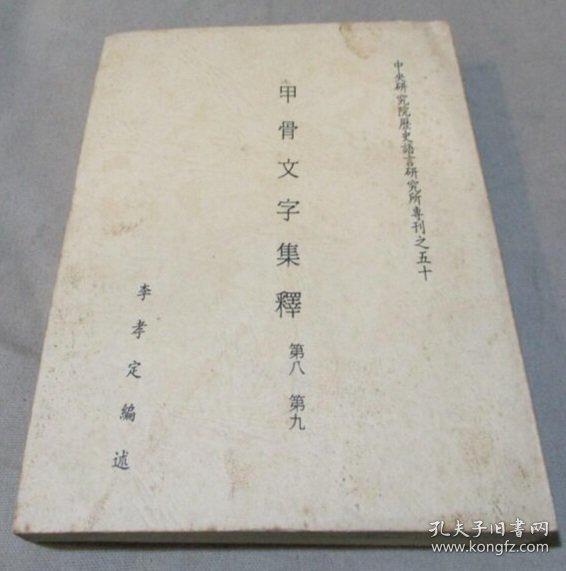 中央研究院歷史語言研究所專刊之五十
甲骨文字集釋 第八 第九
李孝定編述
孔夫子旧书网
www.kongfz.com